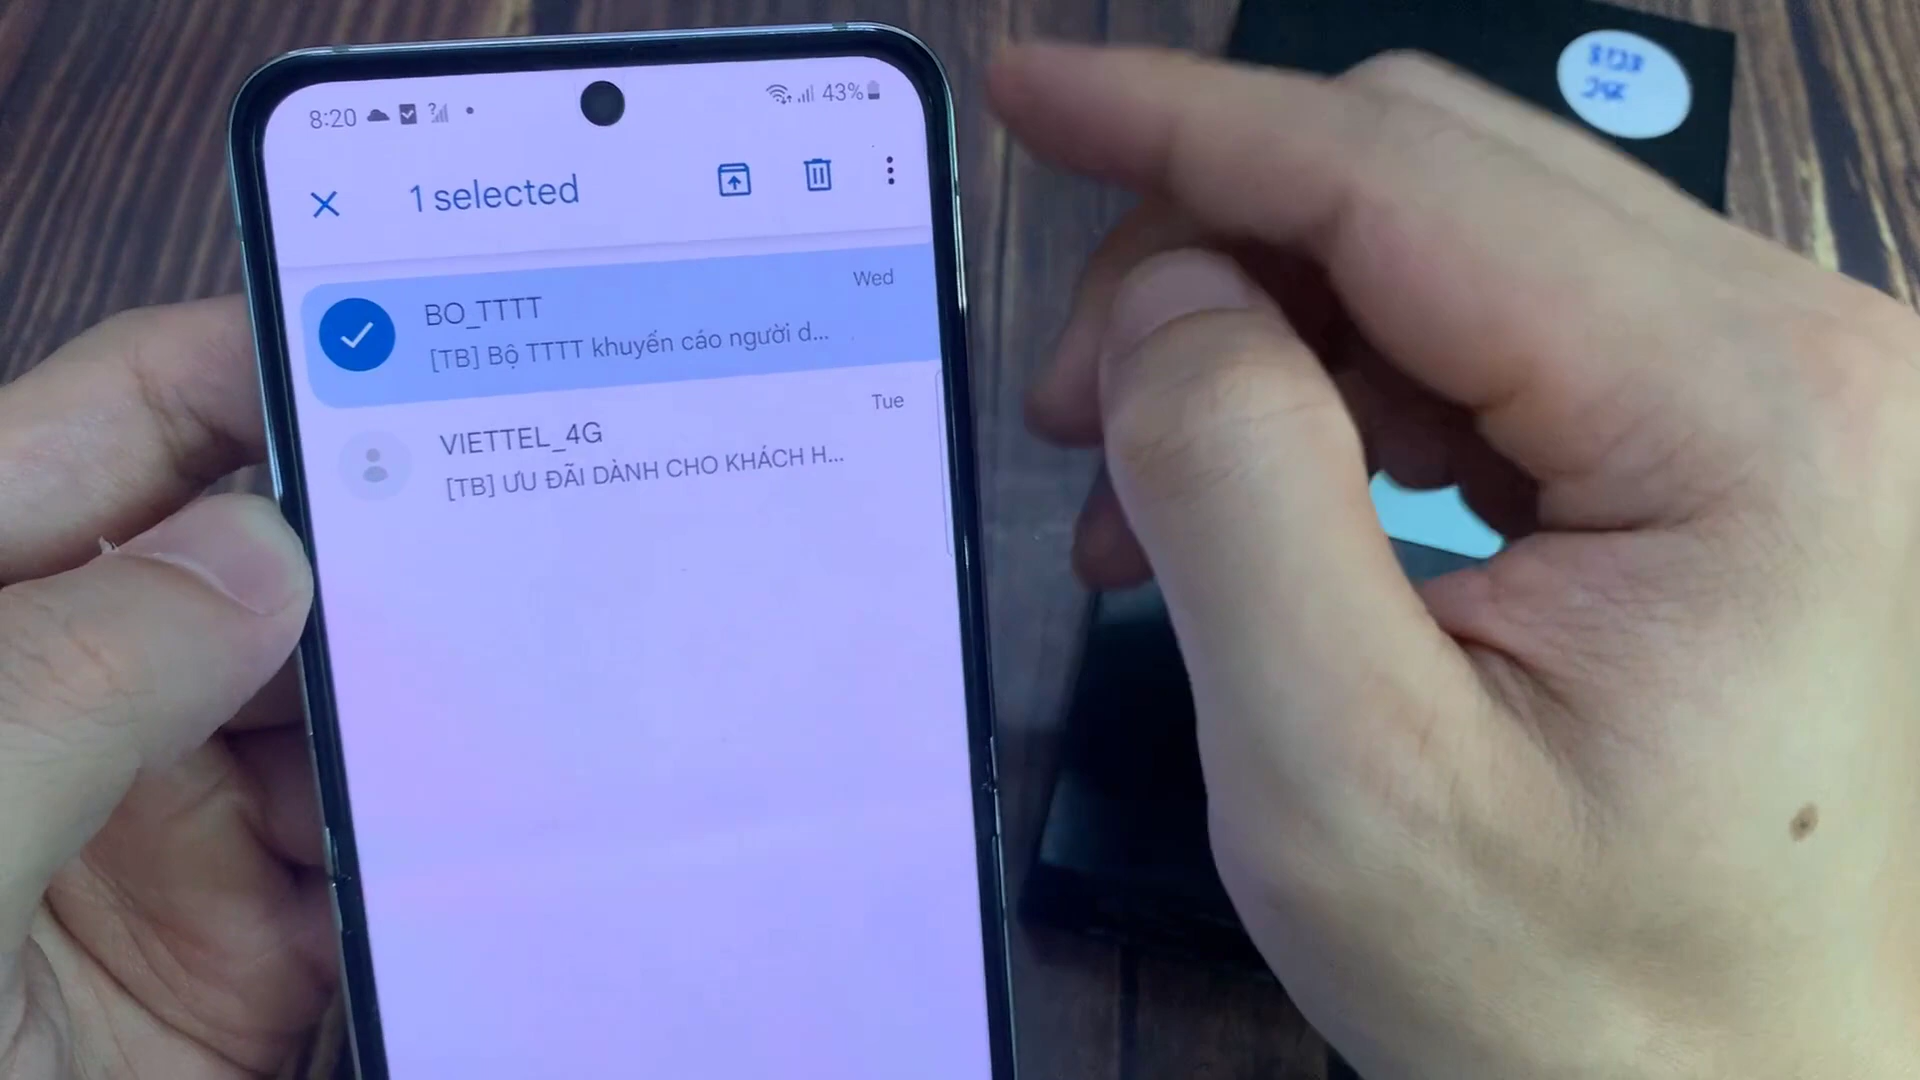 8:20
43%
1 selected
BO_TTTT
Wed
[TB] Bộ TTTT khuyến cáo người d...
VIETTEL_4G
Tue
[TB] ƯU ĐÃI DÀNH CHO KHÁCH H...